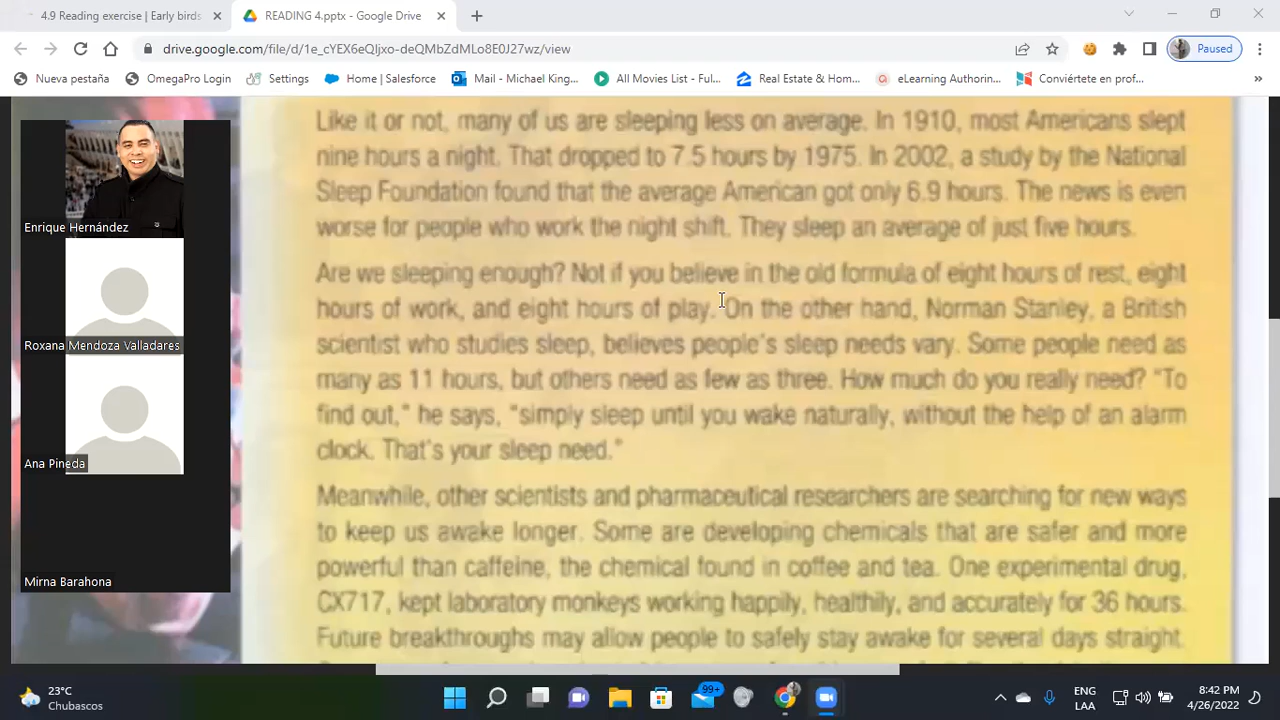 4.9 Reading exercise | Early birds
READING 4.pptx - Google Drive
drive.google.com/file/d/1e_cYEX6eQIjxo-deQMbZdMLo8E0J27wz/view
Paused
Nueva pestaña
OmegaPro Login
Settings
Home | Salesforce
Mail - Michael King...
All Movies List - Ful...
Real Estate & Hom...
eLearning Authorin...
Conviértete en prof...
»
Enrique Hernández
Roxana Mendoza Valladares
Ana Pineda
Mirna Barahona
Like it or not, many of us are sleeping less on average. In 1910, most Americans slept
nine hours a night. That dropped to 7.5 hours by 1975. In 2002, a study by the National
Sleep Foundation found that the average American got only 6.9 hours. The news is even
worse for people who work the night shift. They sleep an average of just five hours.
Are we sleeping enough? Not if you believe in the old formula of eight hours of rest, eight
hours of work, and eight hours of play. On the other hand, Norman Stanley, a British
scientist who studies sleep, believes people's sleep needs vary. Some people need as
many as 11 hours, but others need as few as three. How much do you really need? "To
find out," he says, "simply sleep until you wake naturally, without the help of an alarm
clock. That's your sleep need."
Meanwhile, other scientists and pharmaceutical researchers are searching for new ways
to keep us awake longer. Some are developing chemicals that are safer and more
powerful than caffeine, the chemical found in coffee and tea. One experimental drug,
CX717, kept laboratory monkeys working happily, healthily, and accurately for 36 hours.
Future breakthroughs may allow people to safely stay awake for several days straight.
23°C
Chubascos
99+
ENG
LAA
8:42 PM
4/26/2022